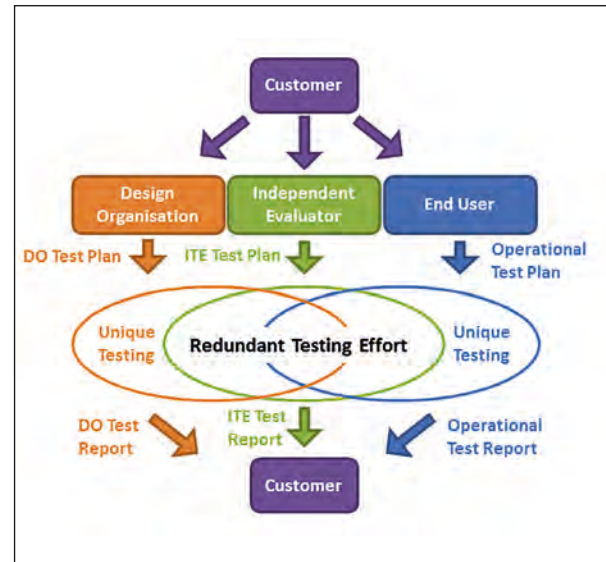 Customer
Design
Organisation
Independent
Evaluator
End User
DO Test Plan
ITE Test Plan
Operational
Test Plan
Unique
Testing
Redundant Testing Effort
Unique
Testing
DO Test
Report
ITE Test
Report
Operational
Test Report
Customer